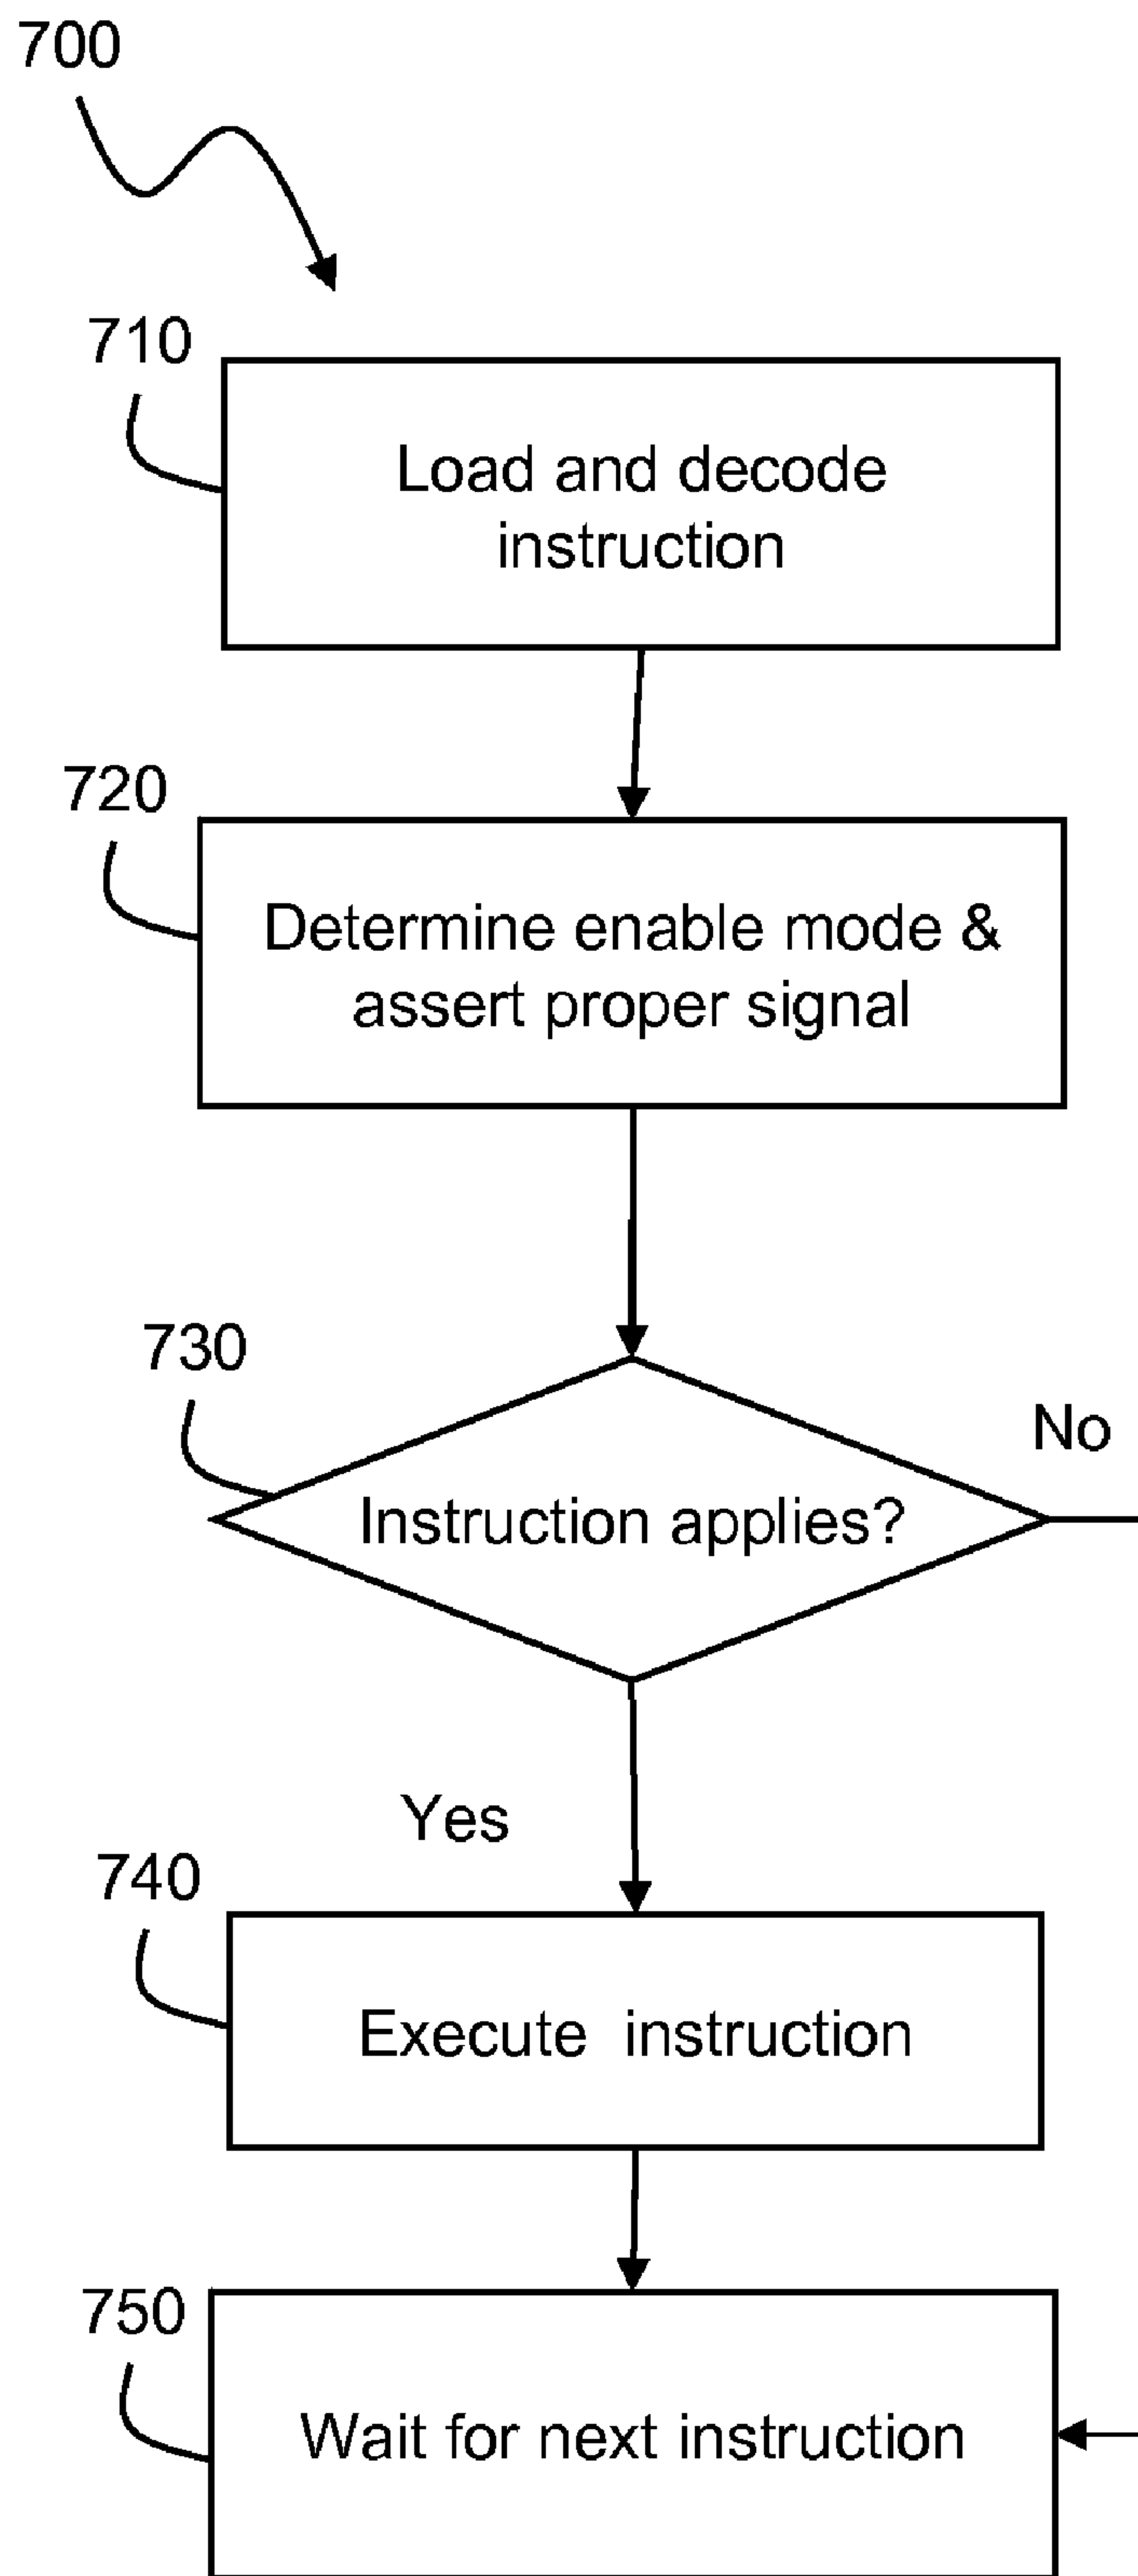 700
710
Load and decode
instruction
720
Determine enable mode &
assert proper signal
730
No
Instruction applies?
Yes
740
Execute instruction
750
Wait for next instruction